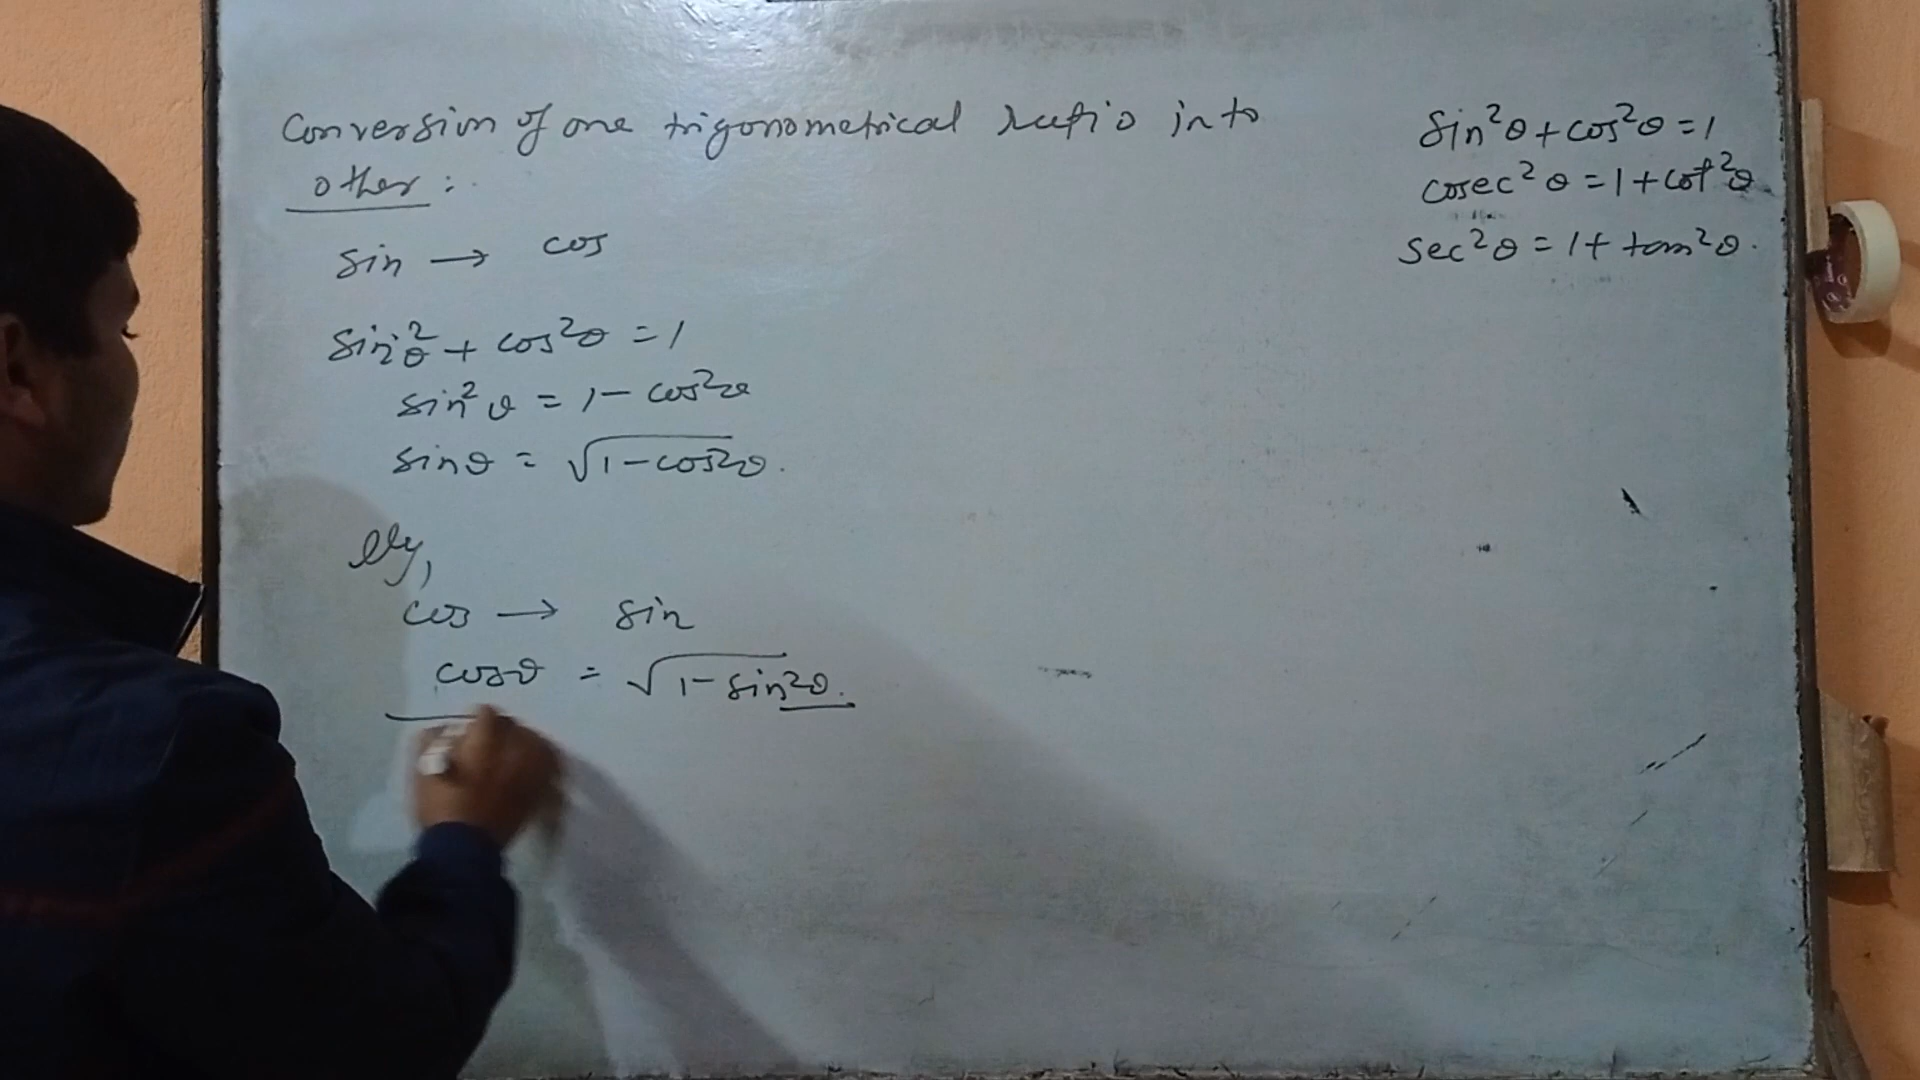 Conversion of one trigonometrical ratio into
other :
sin → cos
sin²θ + cos²θ = 1
sin²θ = 1 - cos²θ
sinθ = √1-cos²θ.
lly,
cos → sin
cosθ = √1- sin²θ.
sin²θ + cos²θ = 1
cosec²θ = 1 + cot²θ
sec²θ = 1 + tan²θ.